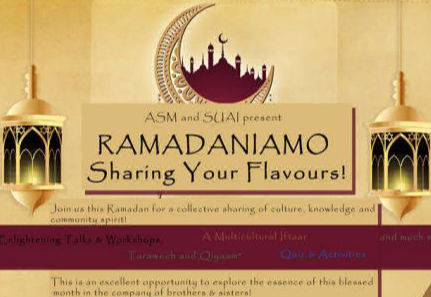 ASM and SUAI present
RAMADANIAMO
Sharing Your Flavours!
Join us this Ramadan for a collective sharing of culture, knowledge and
community spirit!
Enlightening Talks & Workshops
A Multicultural Iftaar
and much
Taraweeh and Qiyaam
Quiz & Activities
This is an excellent opportunity to explore the essence of this blessed
month in the company of brothers & sisters!